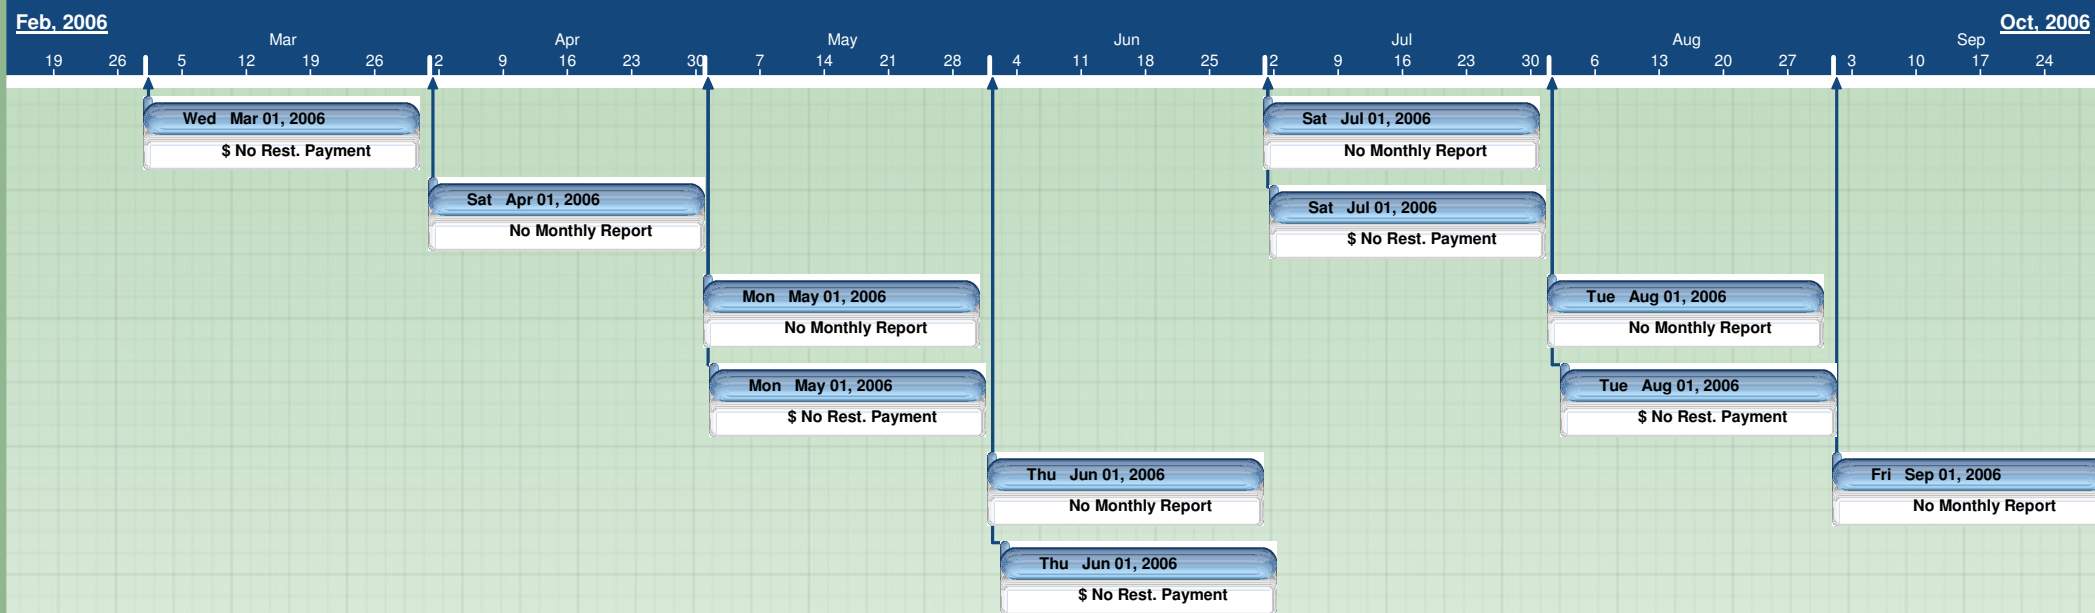 Feb, 2006
Oct, 2006
Mar Apr May Jun Jul Aug Sep
19 26 5 12 19 26 2 9 16 23 30 7 14 21 28 4 11 18 25 2 9 16 23 30 6 13 20 27 3 10 17 24
Wed Mar 01, 2006
$ No Rest. Payment
Sat Apr 01, 2006
No Monthly Report
Mon May 01, 2006
No Monthly Report
Mon May 01, 2006
$ No Rest. Payment
Thu Jun 01, 2006
No Monthly Report
Thu Jun 01, 2006
$ No Rest. Payment
Sat Jul 01, 2006
No Monthly Report
Sat Jul 01, 2006
$ No Rest. Payment
Tue Aug 01, 2006
No Monthly Report
Tue Aug 01, 2006
$ No Rest. Payment
Fri Sep 01, 2006
No Monthly Report